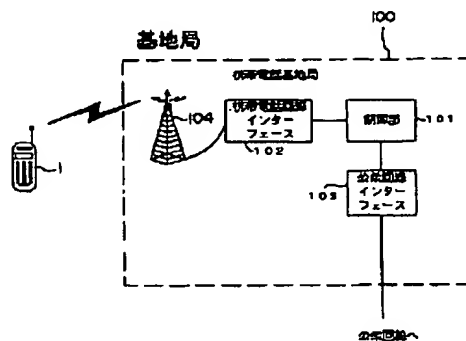 100
基地局
携帯電話基地局
104
携帯電話回線
インター
フェース
102
制御部
101
1
103
公衆回線
インター
フェース
公衆回線へ